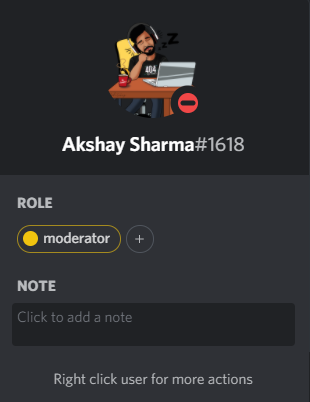 z Z
404
Akshay Sharma#1618
ROLE
moderator +
NOTE
Click to add a note
Right click user for more actions